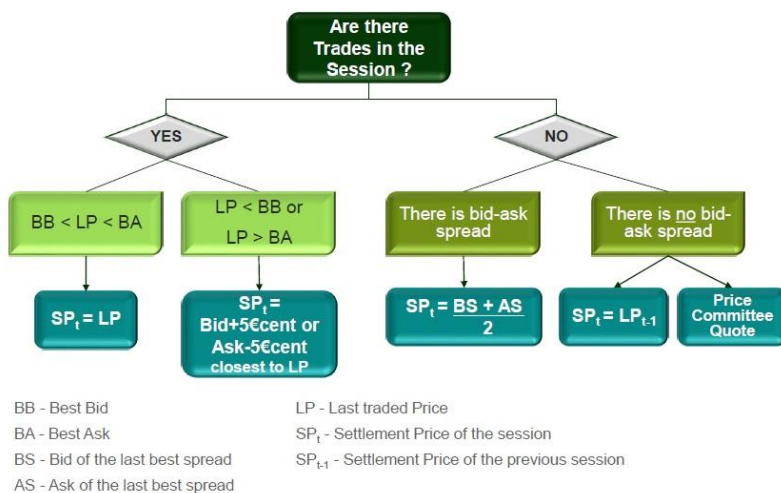 Are there
Trades in the
Session ?
YES
NO
BB < LP < BA
LP < BB or
LP > BA
There is bid-ask
spread
There is no bid-
ask spread
SPt = LP
SPt =
Bid+5€cent or
Ask-5€cent
closest to LP
SPt = BS + AS
2
SPt = LPt-1
Price
Committee
Quote
BB - Best Bid
LP - Last traded Price
BA - Best Ask
SPt - Settlement Price of the session
BS - Bid of the last best spread
SPt-1 - Settlement Price of the previous session
AS - Ask of the last best spread